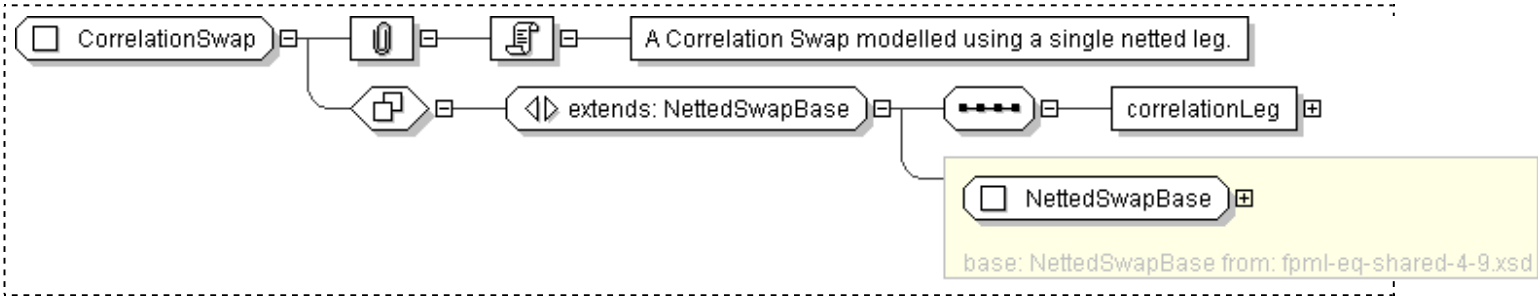 CorrelationSwap
A Correlation Swap modelled using a single netted leg.
extends: NettedSwapBase
correlationLeg
NettedSwapBase
base: NettedSwapBase from: fpml-eq-shared-4-9.xsd